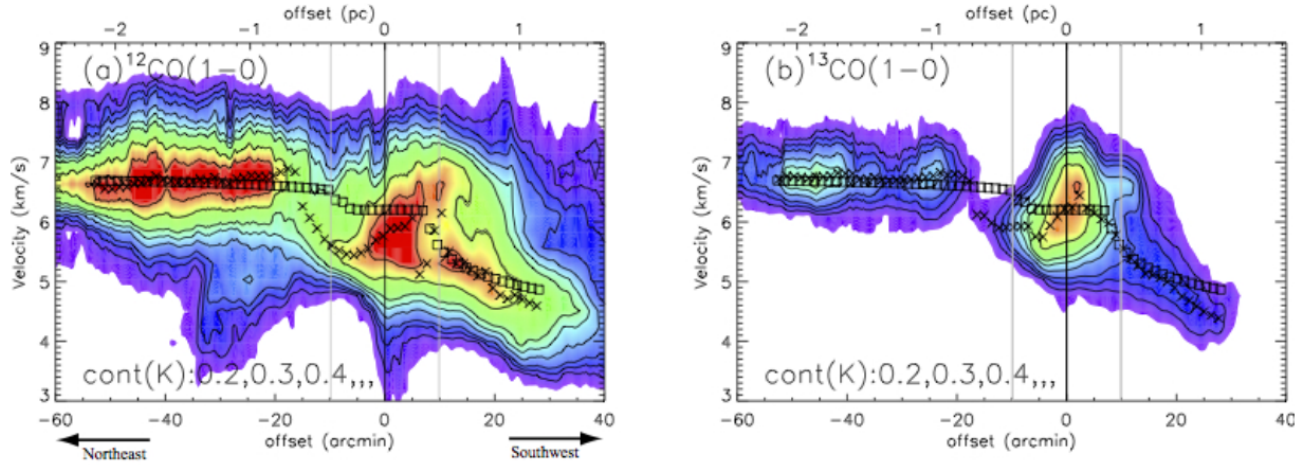 offset (pc)
−2 −1 0 1
(a)¹²CO(1−0)
9
8
7
6
5
4
3
Velocity (km/s)
cont(K):0.2,0.3,0.4,,,
−60 −40 −20 0 20 40
offset (arcmin)
Northeast
Southwest
offset (pc)
−2 −1 0 1
(b)¹³CO(1−0)
9
8
7
6
5
4
3
Velocity (km/s)
cont(K):0.2,0.3,0.4,,,
−60 −40 −20 0 20 40
offset (arcmin)